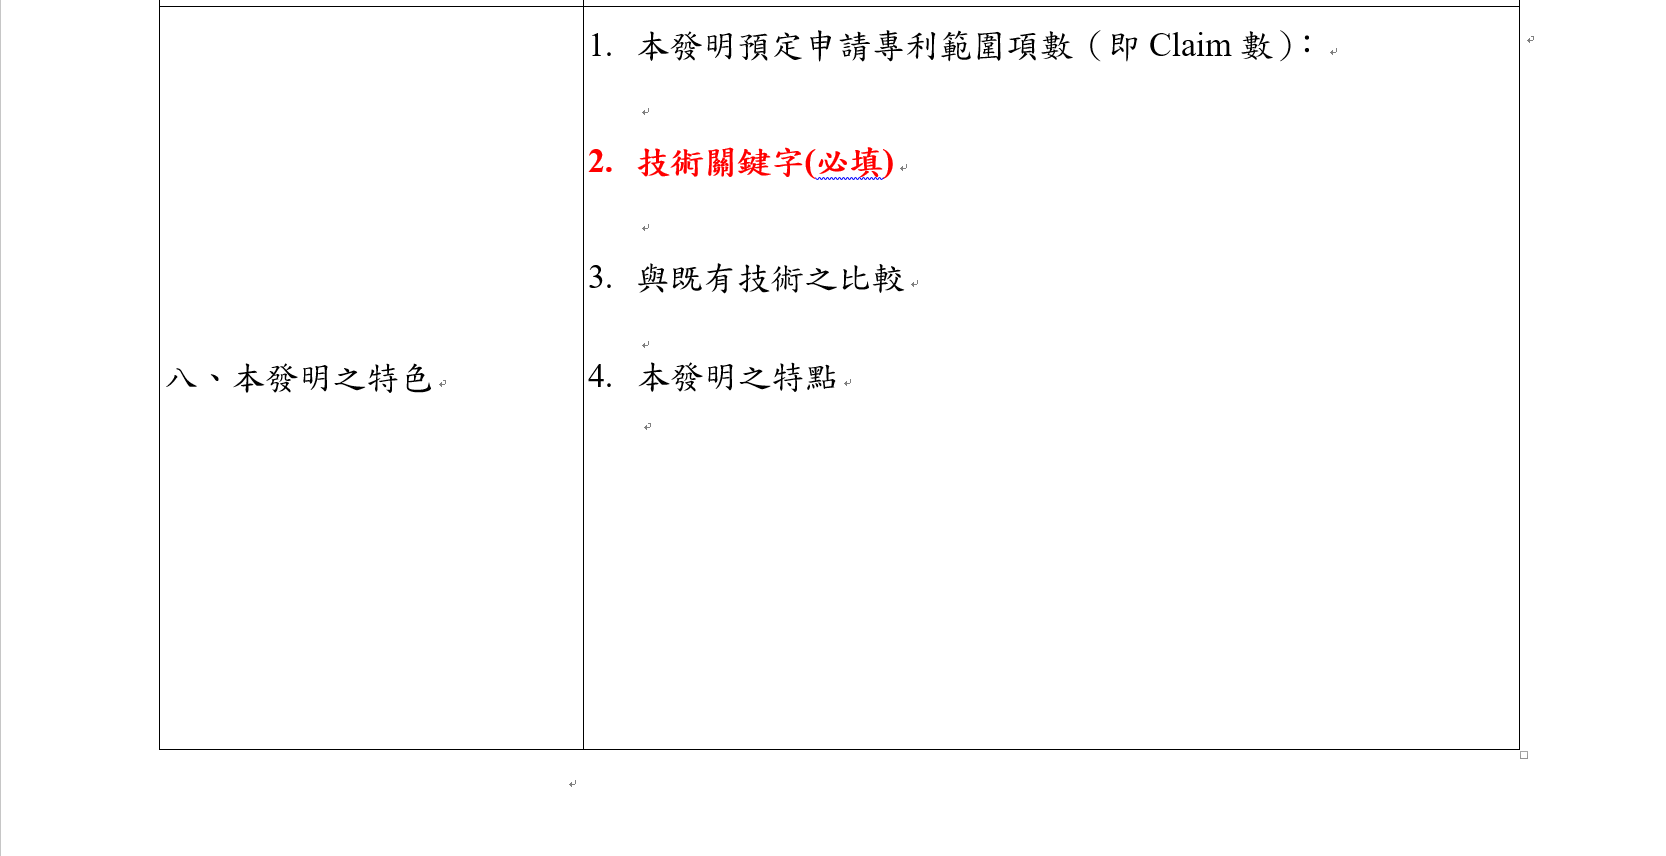 1. 本發明預定申請專利範圍項數（即 Claim 數）：
2. 技術關鍵字(必填)
3. 與既有技術之比較
八、本發明之特色
4. 本發明之特點